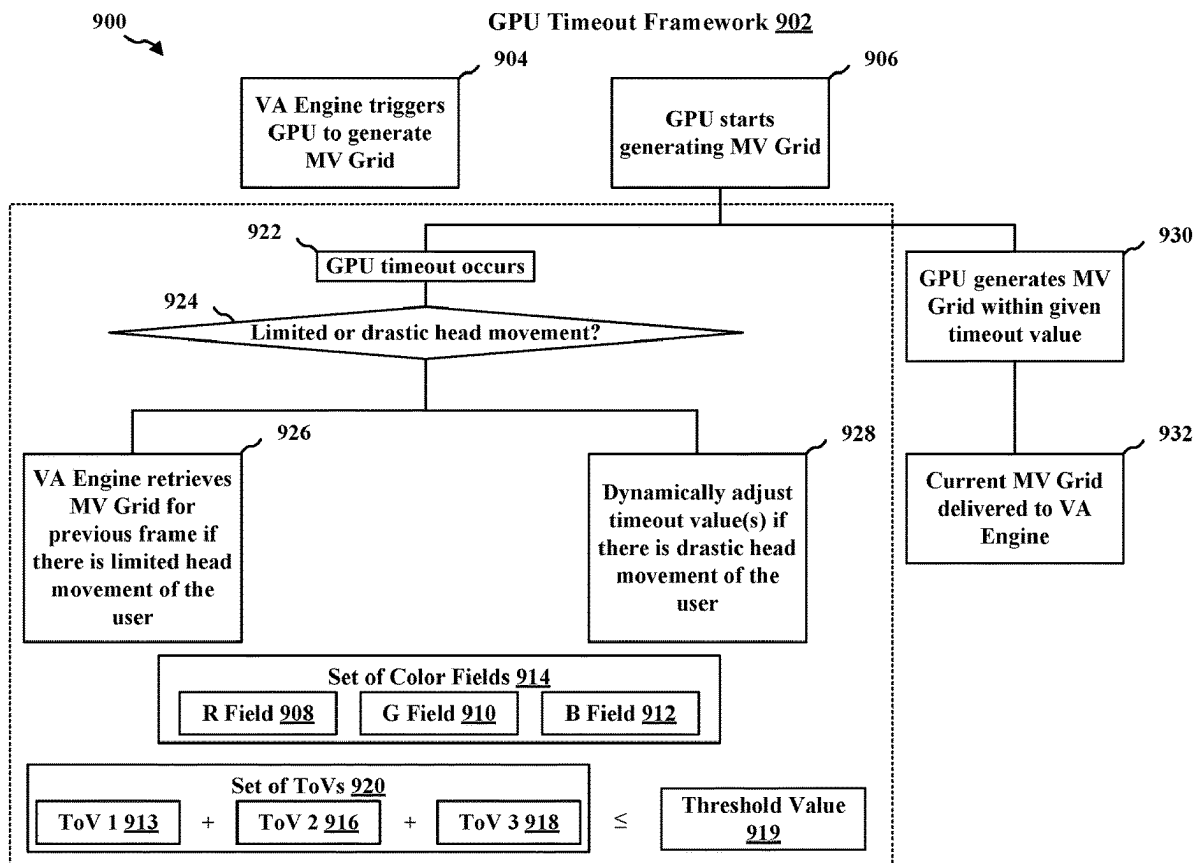 900
GPU Timeout Framework 902
904
VA Engine triggers
GPU to generate
MV Grid
906
GPU starts
generating MV Grid
922
GPU timeout occurs
924
Limited or drastic head movement?
930
GPU generates MV
Grid within given
timeout value
926
VA Engine retrieves
MV Grid for
previous frame if
there is limited head
movement of the
user
928
Dynamically adjust
timeout value(s) if
there is drastic head
movement of the
user
932
Current MV Grid
delivered to VA
Engine
Set of Color Fields 914
R Field 908 G Field 910 B Field 912
Set of ToVs 920
ToV 1 913 + ToV 2 916 + ToV 3 918 ≤
Threshold Value
919